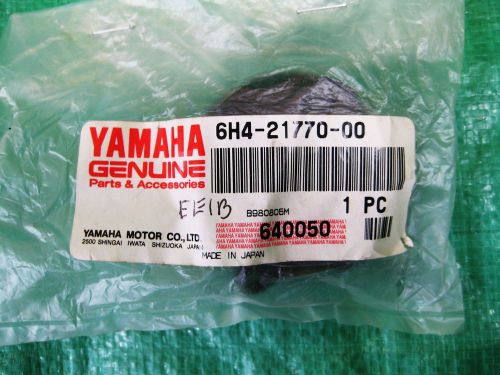 YAMAHA
GENUINE
Parts & Accessories
6H4-21770-00
EE1B
B980805M
1 PC
640050
YAMAHA MOTOR CO., LTD.
2500 SHINGAI IWATA SHIZUOKA JAPAN
MADE IN JAPAN